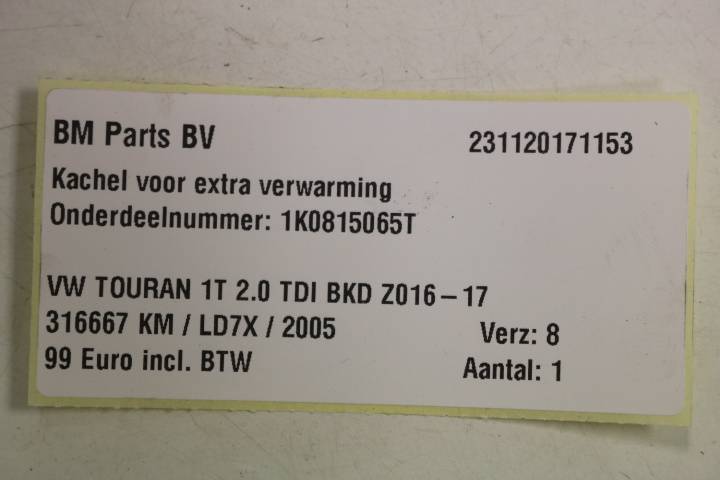 BM Parts BV 231120171153
Kachel voor extra verwarming
Onderdeelnummer: 1K0815065T
VW TOURAN 1T 2.0 TDI BKD Z016-17
316667 KM / LD7X / 2005 Verz: 8
99 Euro incl. BTW Aantal: 1